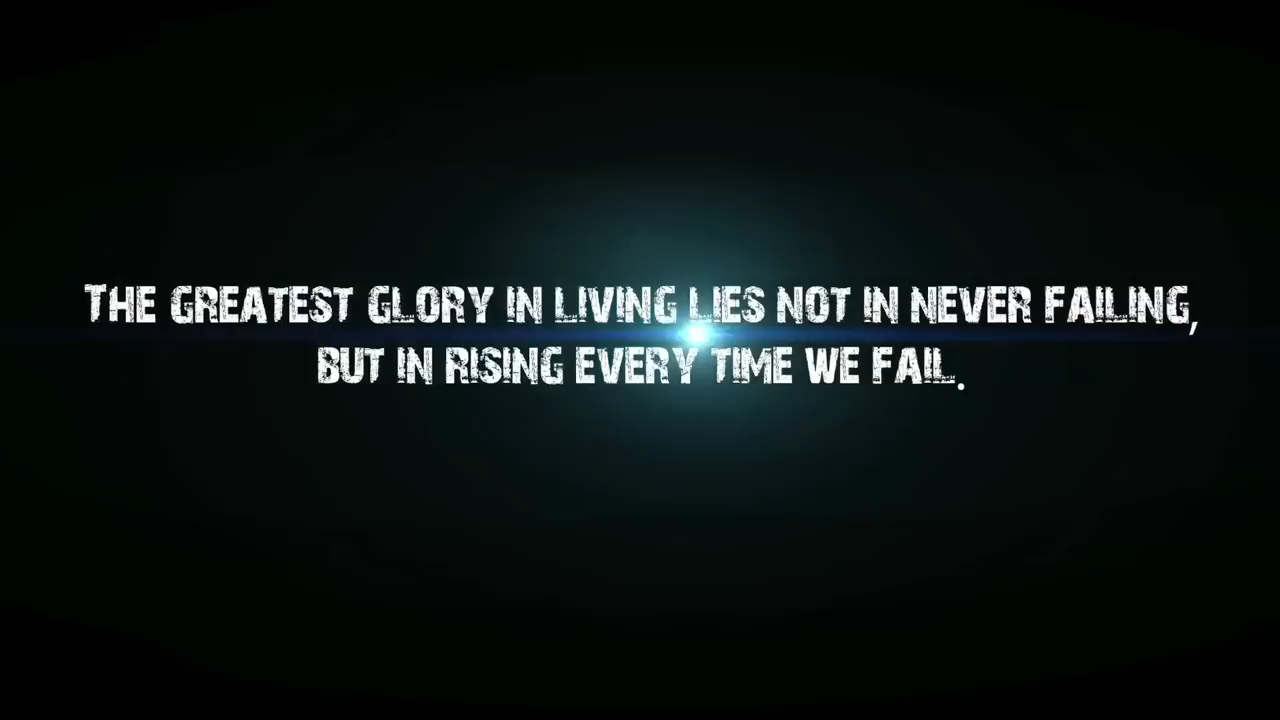 THE GREATEST GLORY IN LIVING LIES NOT IN NEVER FAILING,
BUT IN RISING EVERY TIME WE FAIL.